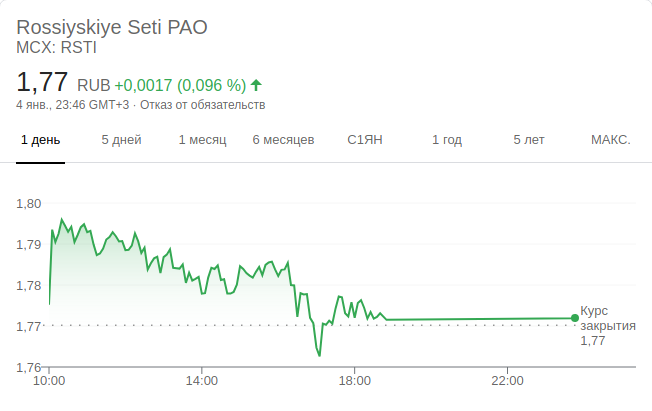 Rossiyskiye Seti PAO
MCX: RSTI
1,77 RUB +0,0017 (0,096 %)
4 янв., 23:46 GMT+3 · Отказ от обязательств
1 день 5 дней 1 месяц 6 месяцев С1ЯН 1 год 5 лет МАКС.
1,80
1,79
1,78
1,77
1,76
Курс
закрытия
1,77
10:00 14:00 18:00 22:00